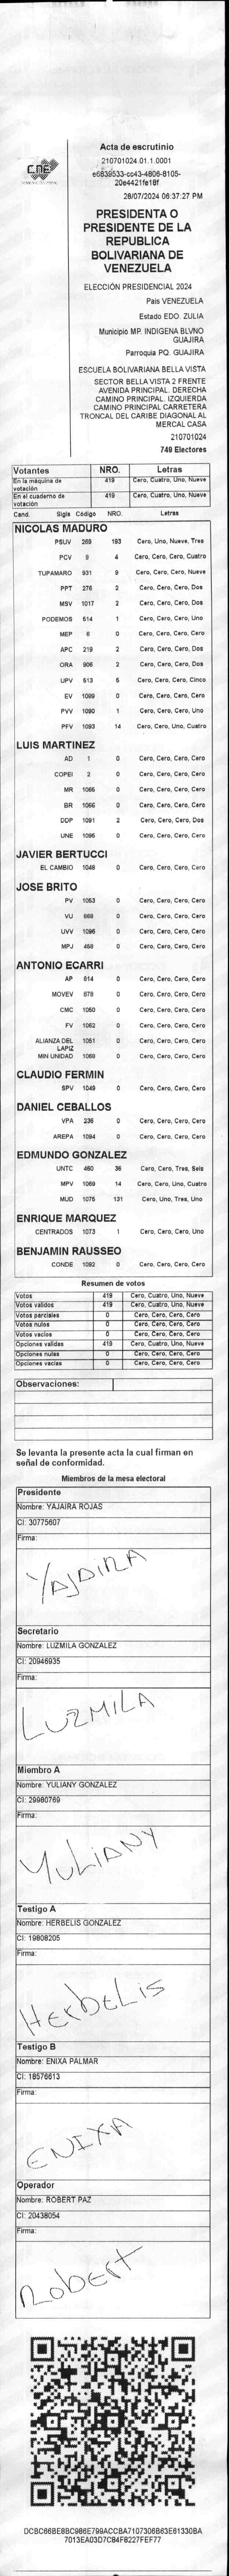 CNE
Acta de escrutinio
210701024.01.1.0001
e6839533-cc43-4806-8105-
20e4421fe18f
28/07/2024 06:37:27 PM
PRESIDENTA O
PRESIDENTE DE LA
REPUBLICA
BOLIVARIANA DE
VENEZUELA
ELECCIÓN PRESIDENCIAL 2024
Pais VENEZUELA
Estado EDO. ZULIA
Municipio MP. INDIGENA BLVNO
GUAJIRA
Parroquia PQ. GUAJIRA
ESCUELA BOLIVARIANA BELLA VISTA
SECTOR BELLA VISTA 2 FRENTE
AVENIDA PRINCIPAL. DERECHA
CAMINO PRINCIPAL. IZQUIERDA
CAMINO PRINCIPAL CARRETERA
TRONCAL DEL CARIBE DIAGONAL AL
MERCAL CASA
210701024
749 Electores
Votantes NRO. Letras
En la máquina de votación 419 Cero, Cuatro, Uno, Nueve
En el cuaderno de votación 419 Cero, Cuatro, Uno, Nueve
Cand. Sigla Código NRO. Letras
NICOLAS MADURO
PSUV 269 193 Cero, Uno, Nueve, Tres
PCV 9 4 Cero, Cero, Cero, Cuatro
TUPAMARO 931 9 Cero, Cero, Cero, Nueve
PPT 276 2 Cero, Cero, Cero, Dos
MSV 1017 2 Cero, Cero, Cero, Dos
PODEMOS 514 1 Cero, Cero, Cero, Uno
MEP 6 0 Cero, Cero, Cero, Cero
APC 219 2 Cero, Cero, Cero, Dos
ORA 906 2 Cero, Cero, Cero, Dos
UPV 513 5 Cero, Cero, Cero, Cinco
EV 1099 0 Cero, Cero, Cero, Cero
PVV 1090 1 Cero, Cero, Cero, Uno
PFV 1093 14 Cero, Cero, Uno, Cuatro
LUIS MARTINEZ
AD 1 0 Cero, Cero, Cero, Cero
COPEI 2 0 Cero, Cero, Cero, Cero
MR 1065 0 Cero, Cero, Cero, Cero
BR 1066 0 Cero, Cero, Cero, Cero
DDP 1091 2 Cero, Cero, Cero, Dos
UNE 1095 0 Cero, Cero, Cero, Cero
JAVIER BERTUCCI
EL CAMBIO 1048 0 Cero, Cero, Cero, Cero
JOSE BRITO
PV 1053 0 Cero, Cero, Cero, Cero
VU 868 0 Cero, Cero, Cero, Cero
UVV 1096 0 Cero, Cero, Cero, Cero
MPJ 458 0 Cero, Cero, Cero, Cero
ANTONIO ECARRI
AP 814 0 Cero, Cero, Cero, Cero
MOVEV 878 0 Cero, Cero, Cero, Cero
CMC 1050 0 Cero, Cero, Cero, Cero
FV 1062 0 Cero, Cero, Cero, Cero
ALIANZA DEL LAPIZ 1051 0 Cero, Cero, Cero, Cero
MIN UNIDAD 1068 0 Cero, Cero, Cero, Cero
CLAUDIO FERMIN
SPV 1049 0 Cero, Cero, Cero, Cero
DANIEL CEBALLOS
VPA 236 0 Cero, Cero, Cero, Cero
AREPA 1094 0 Cero, Cero, Cero, Cero
EDMUNDO GONZALEZ
UNTC 460 36 Cero, Cero, Tres, Seis
MPV 1069 14 Cero, Cero, Uno, Cuatro
MUD 1075 131 Cero, Uno, Tres, Uno
ENRIQUE MARQUEZ
CENTRADOS 1073 1 Cero, Cero, Cero, Uno
BENJAMIN RAUSSEO
CONDE 1092 0 Cero, Cero, Cero, Cero
Resumen de votos
Votos 419 Cero, Cuatro, Uno, Nueve
Votos validos 419 Cero, Cuatro, Uno, Nueve
Votos parciales 0 Cero, Cero, Cero, Cero
Votos nulos 0 Cero, Cero, Cero, Cero
Votos vacios 0 Cero, Cero, Cero, Cero
Opciones validas 419 Cero, Cuatro, Uno, Nueve
Opciones nulas 0 Cero, Cero, Cero, Cero
Opciones vacias 0 Cero, Cero, Cero, Cero
Observaciones:
Se levanta la presente acta la cual firman en
señal de conformidad.
Miembros de la mesa electoral
Presidente
Nombre: YAJAIRA ROJAS
CI: 30775607
Firma:
YAJAIRA
Secretario
Nombre: LUZMILA GONZALEZ
CI: 20946935
Firma:
LUZMILA
Miembro A
Nombre: YULIANY GONZALEZ
CI: 29980769
Firma:
YULIANY
Testigo A
Nombre: HERBELIS GONZALEZ
CI: 19808205
Firma:
HERbELis
Testigo B
Nombre: ENIXA PALMAR
CI: 18576613
Firma:
ENIXA
Operador
Nombre: ROBERT PAZ
CI: 20438054
Firma:
RobERt
DCBC66BE8BC986E799ACCBA7107306B63E61330BA
7013EA03D7C84F8227FEF77